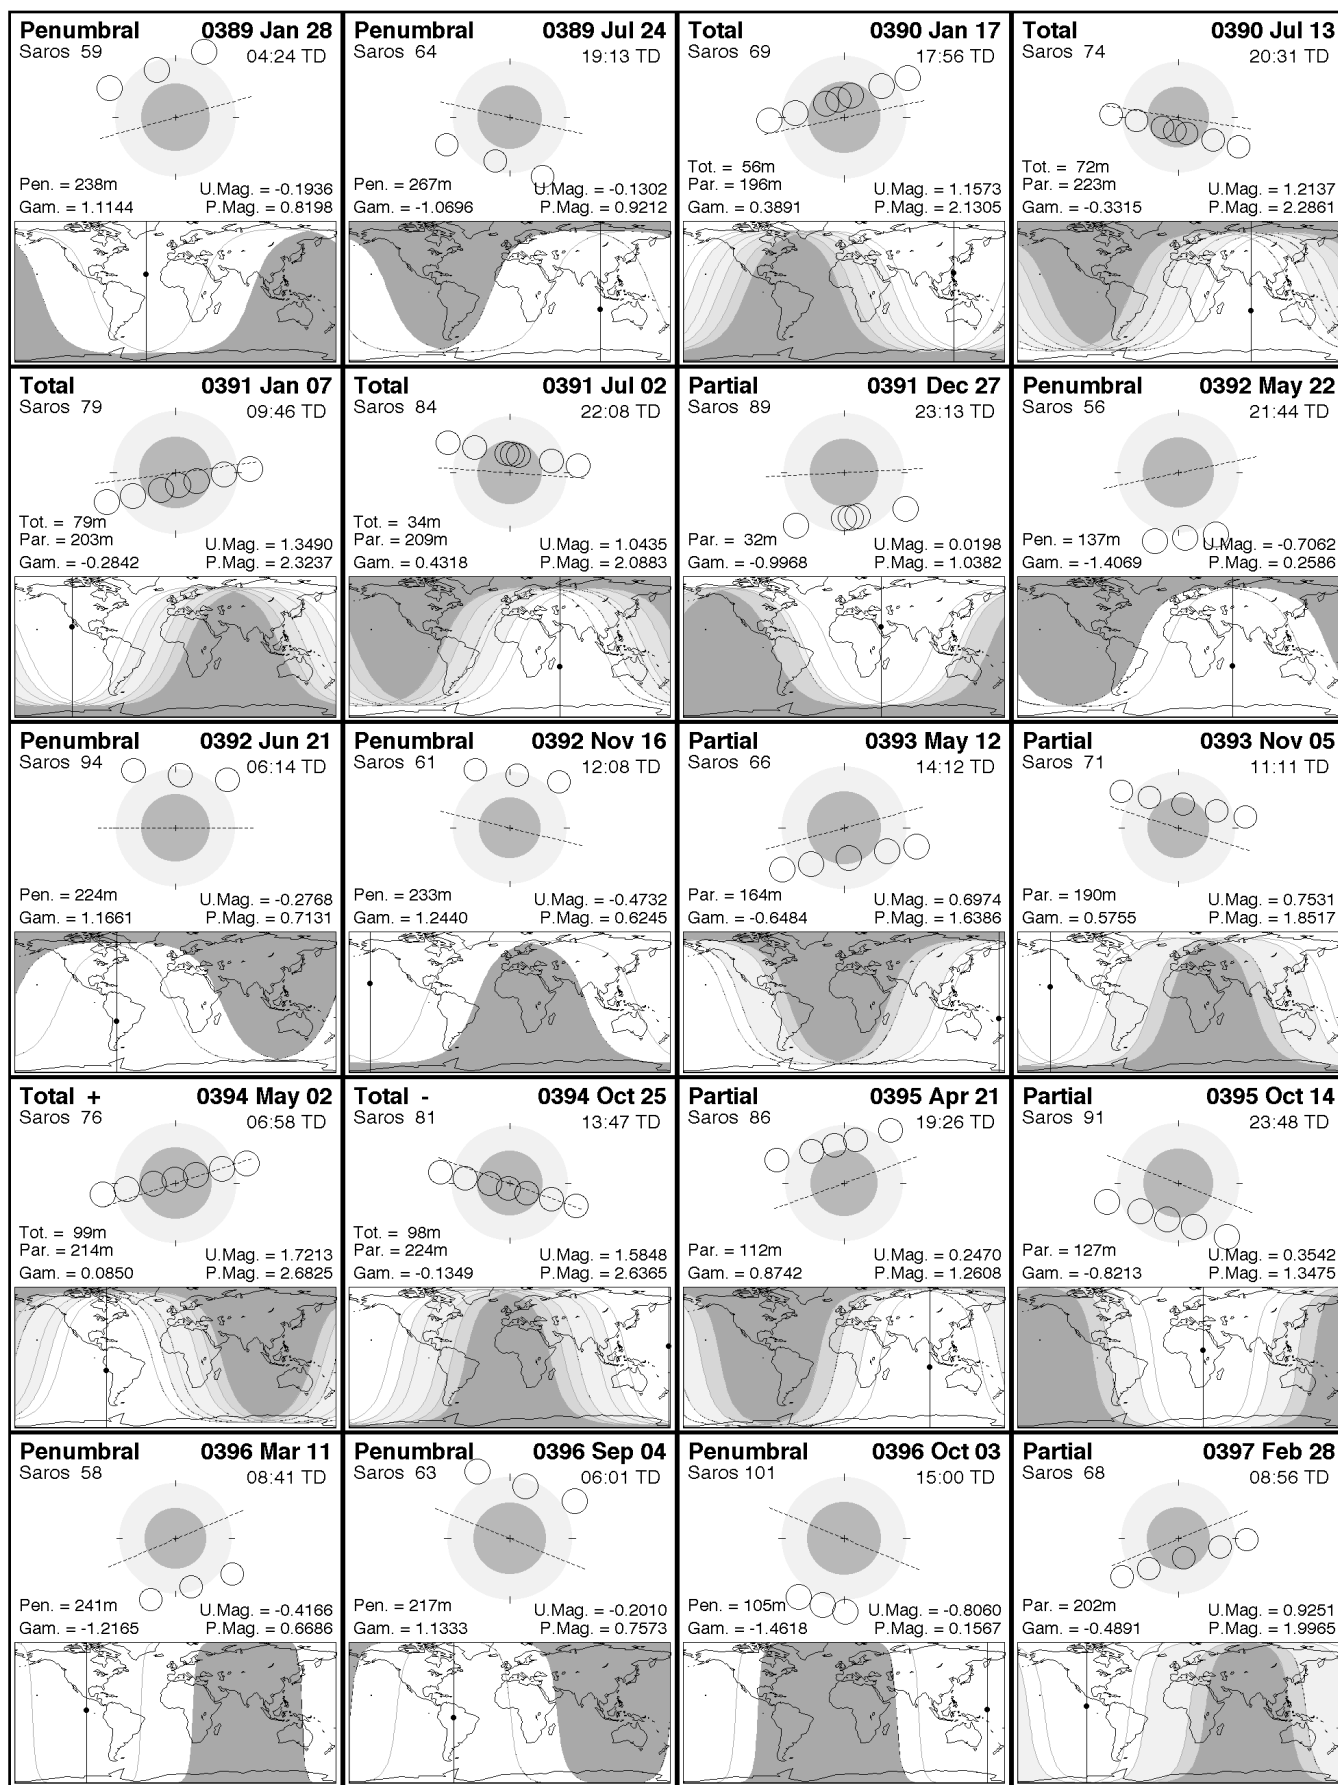 Penumbral 0389 Jan 28
Saros 59 04:24 TD
Pen. = 238m U.Mag. = -0.1936
Gam. = 1.1144 P.Mag. = 0.8198
Penumbral 0389 Jul 24
Saros 64 19:13 TD
Pen. = 267m U.Mag. = -0.1302
Gam. = -1.0696 P.Mag. = 0.9212
Total 0390 Jan 17
Saros 69 17:56 TD
Tot. = 56m
Par. = 196m U.Mag. = 1.1573
Gam. = 0.3891 P.Mag. = 2.1305
Total 0390 Jul 13
Saros 74 20:31 TD
Tot. = 72m
Par. = 223m U.Mag. = 1.2137
Gam. = -0.3315 P.Mag. = 2.2861
Total 0391 Jan 07
Saros 79 09:46 TD
Tot. = 79m
Par. = 203m U.Mag. = 1.3490
Gam. = -0.2842 P.Mag. = 2.3237
Total 0391 Jul 02
Saros 84 22:08 TD
Tot. = 34m
Par. = 209m U.Mag. = 1.0435
Gam. = 0.4318 P.Mag. = 2.0883
Partial 0391 Dec 27
Saros 89 23:13 TD
Par. = 32m U.Mag. = 0.0198
Gam. = -0.9968 P.Mag. = 1.0382
Penumbral 0392 May 22
Saros 56 21:44 TD
Pen. = 137m U.Mag. = -0.7062
Gam. = -1.4069 P.Mag. = 0.2586
Penumbral 0392 Jun 21
Saros 94 06:14 TD
Pen. = 224m U.Mag. = -0.2768
Gam. = 1.1661 P.Mag. = 0.7131
Penumbral 0392 Nov 16
Saros 61 12:08 TD
Pen. = 233m U.Mag. = -0.4732
Gam. = 1.2440 P.Mag. = 0.6245
Partial 0393 May 12
Saros 66 14:12 TD
Par. = 164m U.Mag. = 0.6974
Gam. = -0.6484 P.Mag. = 1.6386
Partial 0393 Nov 05
Saros 71 11:11 TD
Par. = 190m U.Mag. = 0.7531
Gam. = 0.5755 P.Mag. = 1.8517
Total + 0394 May 02
Saros 76 06:58 TD
Tot. = 99m
Par. = 214m U.Mag. = 1.7213
Gam. = 0.0850 P.Mag. = 2.6825
Total - 0394 Oct 25
Saros 81 13:47 TD
Tot. = 98m
Par. = 224m U.Mag. = 1.5848
Gam. = -0.1349 P.Mag. = 2.6365
Partial 0395 Apr 21
Saros 86 19:26 TD
Par. = 112m U.Mag. = 0.2470
Gam. = 0.8742 P.Mag. = 1.2608
Partial 0395 Oct 14
Saros 91 23:48 TD
Par. = 127m U.Mag. = 0.3542
Gam. = -0.8213 P.Mag. = 1.3475
Penumbral 0396 Mar 11
Saros 58 08:41 TD
Pen. = 241m U.Mag. = -0.4166
Gam. = -1.2165 P.Mag. = 0.6686
Penumbral 0396 Sep 04
Saros 63 06:01 TD
Pen. = 217m U.Mag. = -0.2010
Gam. = 1.1333 P.Mag. = 0.7573
Penumbral 0396 Oct 03
Saros 101 15:00 TD
Pen. = 105m U.Mag. = -0.8060
Gam. = -1.4618 P.Mag. = 0.1567
Partial 0397 Feb 28
Saros 68 08:56 TD
Par. = 202m U.Mag. = 0.9251
Gam. = -0.4891 P.Mag. = 1.9965